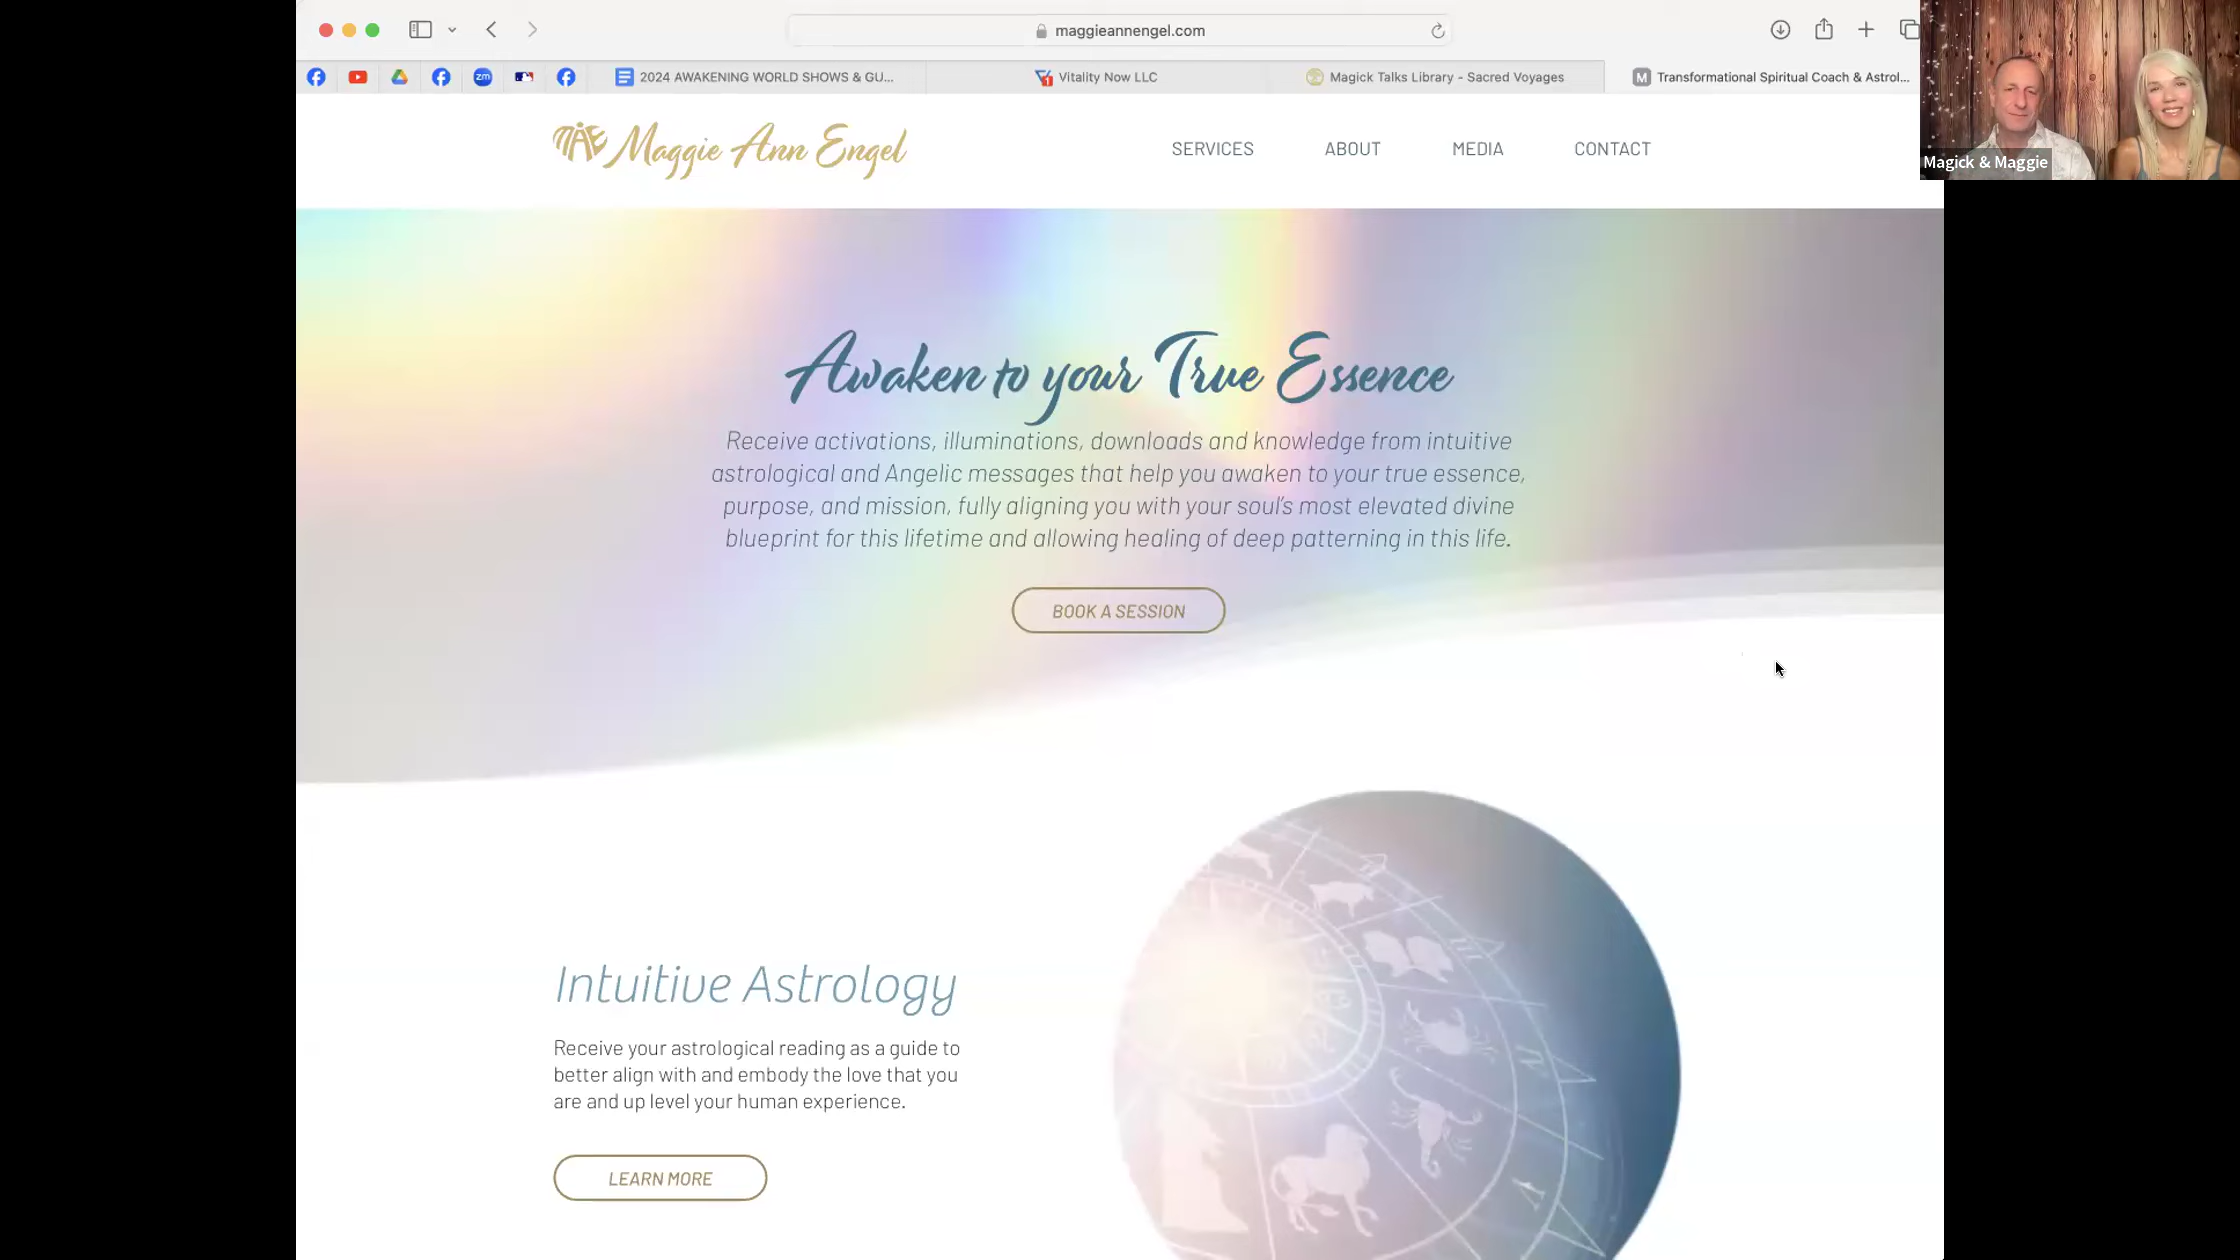 maggieannengel.com
zm
2024 AWAKENING WORLD SHOWS & GU...
Vitality Now LLC
Magick Talks Library - Sacred Voyages
M
Transformational Spiritual Coach & Astrol...
Magick & Maggie
MAE Maggie Ann Engel
SERVICES
ABOUT
MEDIA
CONTACT
Awaken to your True Essence
Receive activations, illuminations, downloads and knowledge from intuitive
astrological and Angelic messages that help you awaken to your true essence,
purpose, and mission, fully aligning you with your soul's most elevated divine
blueprint for this lifetime and allowing healing of deep patterning in this life.
BOOK A SESSION
Intuitive Astrology
Receive your astrological reading as a guide to
better align with and embody the love that you
are and up level your human experience.
LEARN MORE